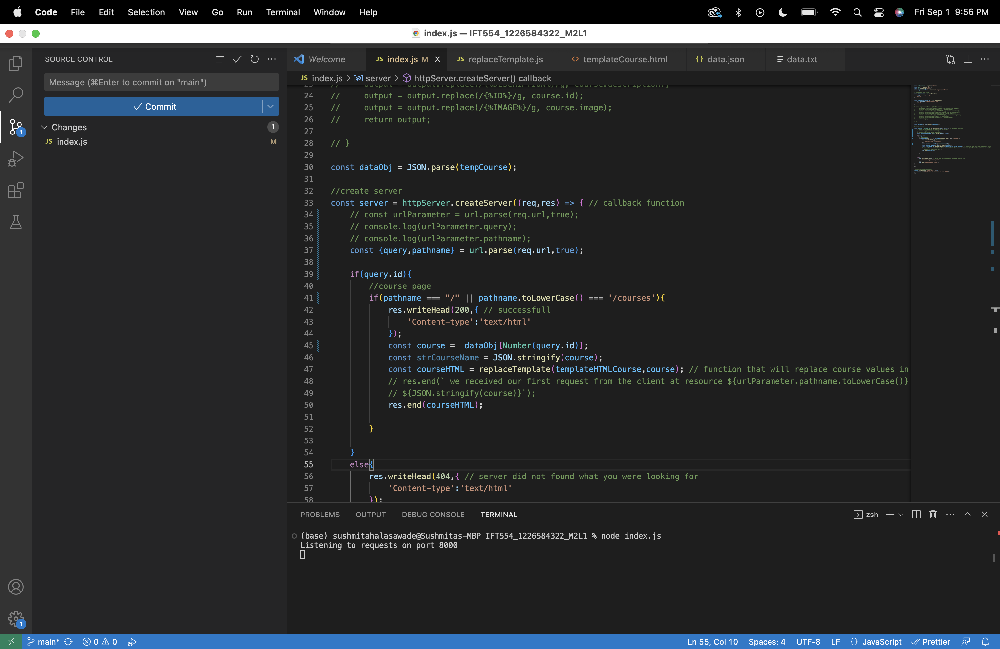 Code File Edit Selection View Go Run Terminal Window Help Fri Sep 1 9:56 PM
index.js — IFT554_1226584322_M2L1
SOURCE CONTROL
Message (⌘Enter to commit on "main")
Commit
Changes 1
JS index.js M
1
1
Welcome JS index.js M JS replaceTemplate.js <> templateCourse.html {} data.json data.txt
JS index.js > server > httpServer.createServer() callback
23 // output = output.replace(/{%DESCRIPTION%}/g, course.description);
24 // output = output.replace(/{%ID%}/g, course.id);
25 // output = output.replace(/{%IMAGE%}/g, course.image);
26 // return output;
27
28 // }
29
30 const dataObj = JSON.parse(tempCourse);
31
32 //create server
33 const server = httpServer.createServer((req,res) => { // callback function
34 // const urlParameter = url.parse(req.url,true);
35 // console.log(urlParameter.query);
36 // console.log(urlParameter.pathname);
37 const {query,pathname} = url.parse(req.url,true);
38
39 if(query.id){
40 //course page
41 if(pathname === "/" || pathname.toLowerCase() === '/courses'){
42 res.writeHead(200,{ // successfull
43 'Content-type':'text/html'
44 });
45 const course =  dataObj[Number(query.id)];
46 const strCourseName = JSON.stringify(course);
47 const courseHTML = replaceTemplate(templateHTMLCourse,course); // function that will replace course values in
48 // res.end(` we received our first request from the client at resource ${urlParameter.pathname.toLowerCase()}
49 // ${JSON.stringify(course)}`);
50 res.end(courseHTML);
51
52 }
53
54 }
55 else{
56 res.writeHead(404,{ // server did not found what you were looking for
57 'Content-type':'text/html'
58 });
PROBLEMS OUTPUT DEBUG CONSOLE TERMINAL zsh
(base) sushmitahalasawade@Sushmitas-MBP IFT554_1226584322_M2L1 % node index.js
Listening to requests on port 8000
main* 0 0 Ln 55, Col 10 Spaces: 4 UTF-8 LF {} JavaScript Prettier